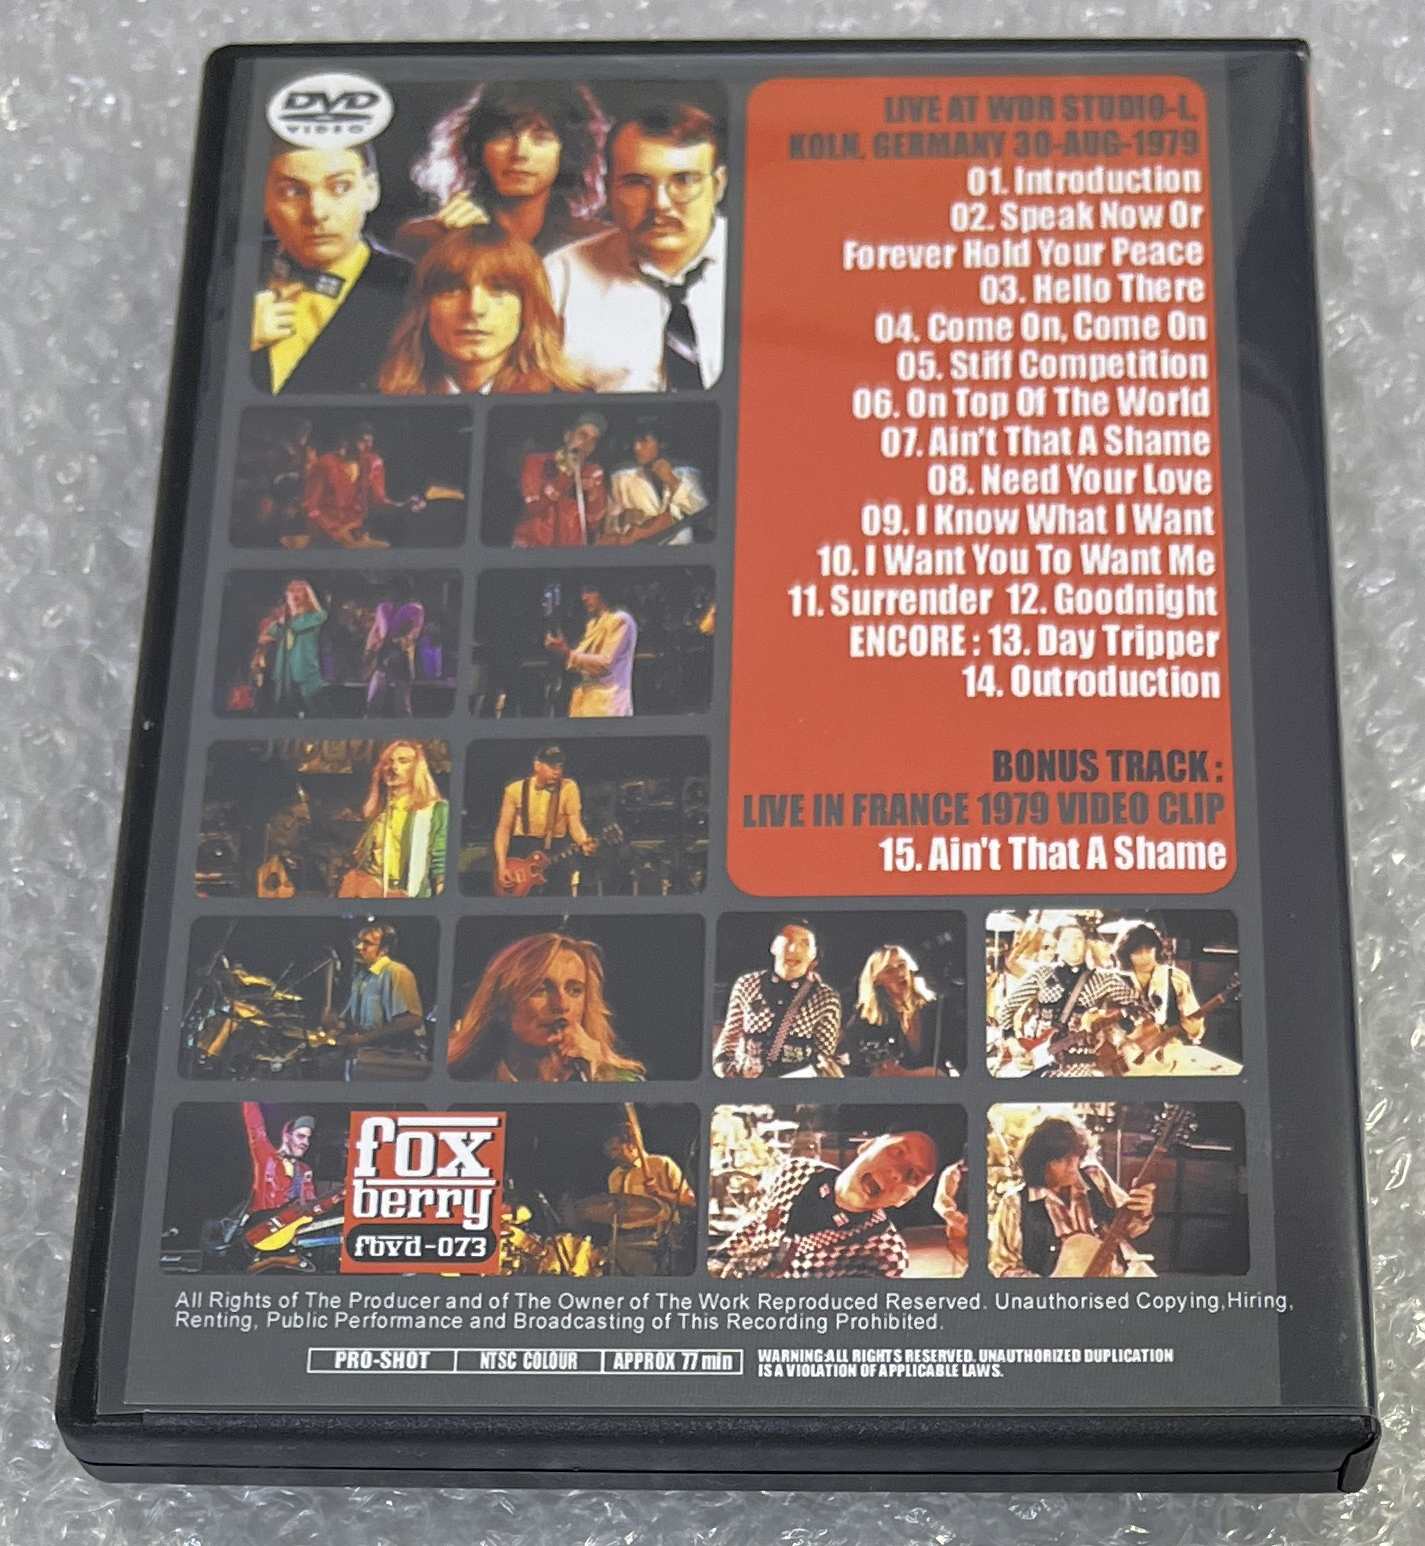 DVD
VIDEO
LIVE AT WDR STUDIO-L,
KOLN, GERMANY 30-AUG-1979
01. Introduction
02. Speak Now Or
Forever Hold Your Peace
03. Hello There
04. Come On, Come On
05. Stiff Competition
06. On Top Of The World
07. Ain't That A Shame
08. Need Your Love
09. I Know What I Want
10. I Want You To Want Me
11. Surrender 12. Goodnight
ENCORE : 13. Day Tripper
14. Outroduction
BONUS TRACK :
LIVE IN FRANCE 1979 VIDEO CLIP
15. Ain't That A Shame
fox
berry
fbvd-073
All Rights of The Producer and of The Owner of The Work Reproduced Reserved. Unauthorised Copying,Hiring,
Renting, Public Performance and Broadcasting of This Recording Prohibited.
PRO-SHOT NTSC COLOUR APPROX 77 min
WARNING:ALL RIGHTS RESERVED. UNAUTHORIZED DUPLICATION
IS A VIOLATION OF APPLICABLE LAWS.